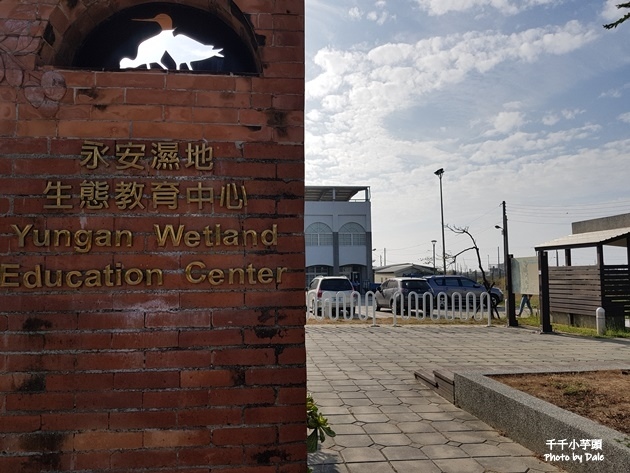 永安濕地
生態教育中心
Yungan Wetland
Education Center
千千小芋頭
Photo by Dale